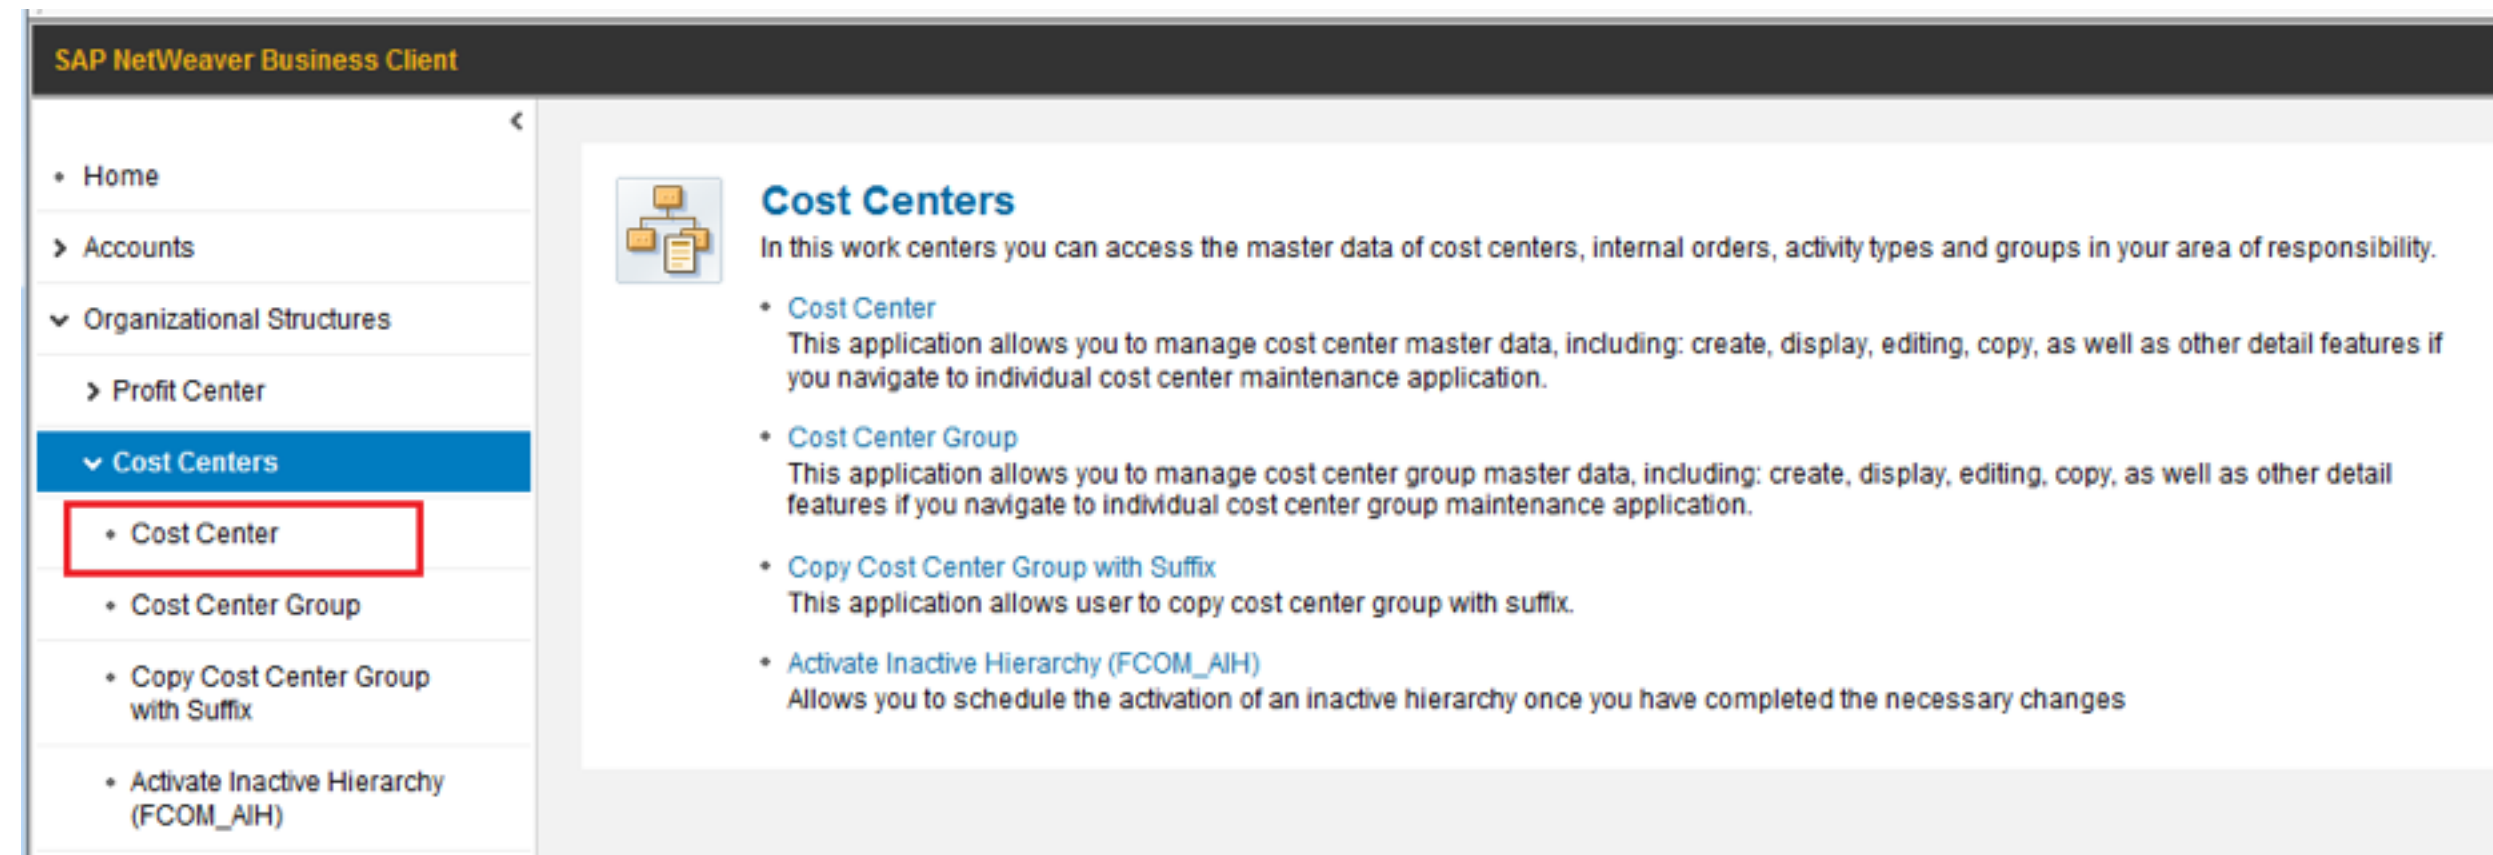 SAP NetWeaver Business Client
Home
Accounts
Organizational Structures
Profit Center
Cost Centers
Cost Center
Cost Center Group
Copy Cost Center Group
with Suffix
Activate Inactive Hierarchy
(FCOM_AIH)
Cost Centers
In this work centers you can access the master data of cost centers, internal orders, activity types and groups in your area of responsibility.
Cost Center
This application allows you to manage cost center master data, including: create, display, editing, copy, as well as other detail features if
you navigate to individual cost center maintenance application.
Cost Center Group
This application allows you to manage cost center group master data, including: create, display, editing, copy, as well as other detail
features if you navigate to individual cost center group maintenance application.
Copy Cost Center Group with Suffix
This application allows user to copy cost center group with suffix.
Activate Inactive Hierarchy (FCOM_AIH)
Allows you to schedule the activation of an inactive hierarchy once you have completed the necessary changes